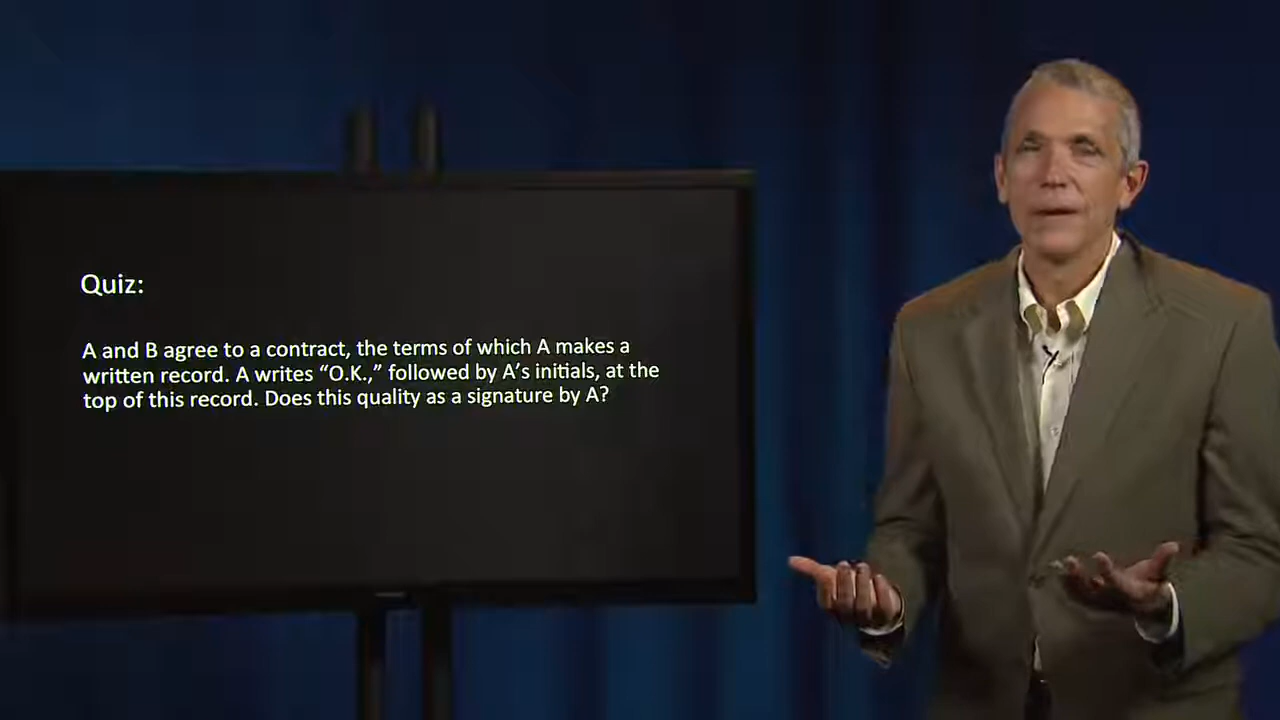 Quiz:
A and B agree to a contract, the terms of which A makes a
written record. A writes “O.K.,” followed by A’s initials, at the
top of this record. Does this quality as a signature by A?